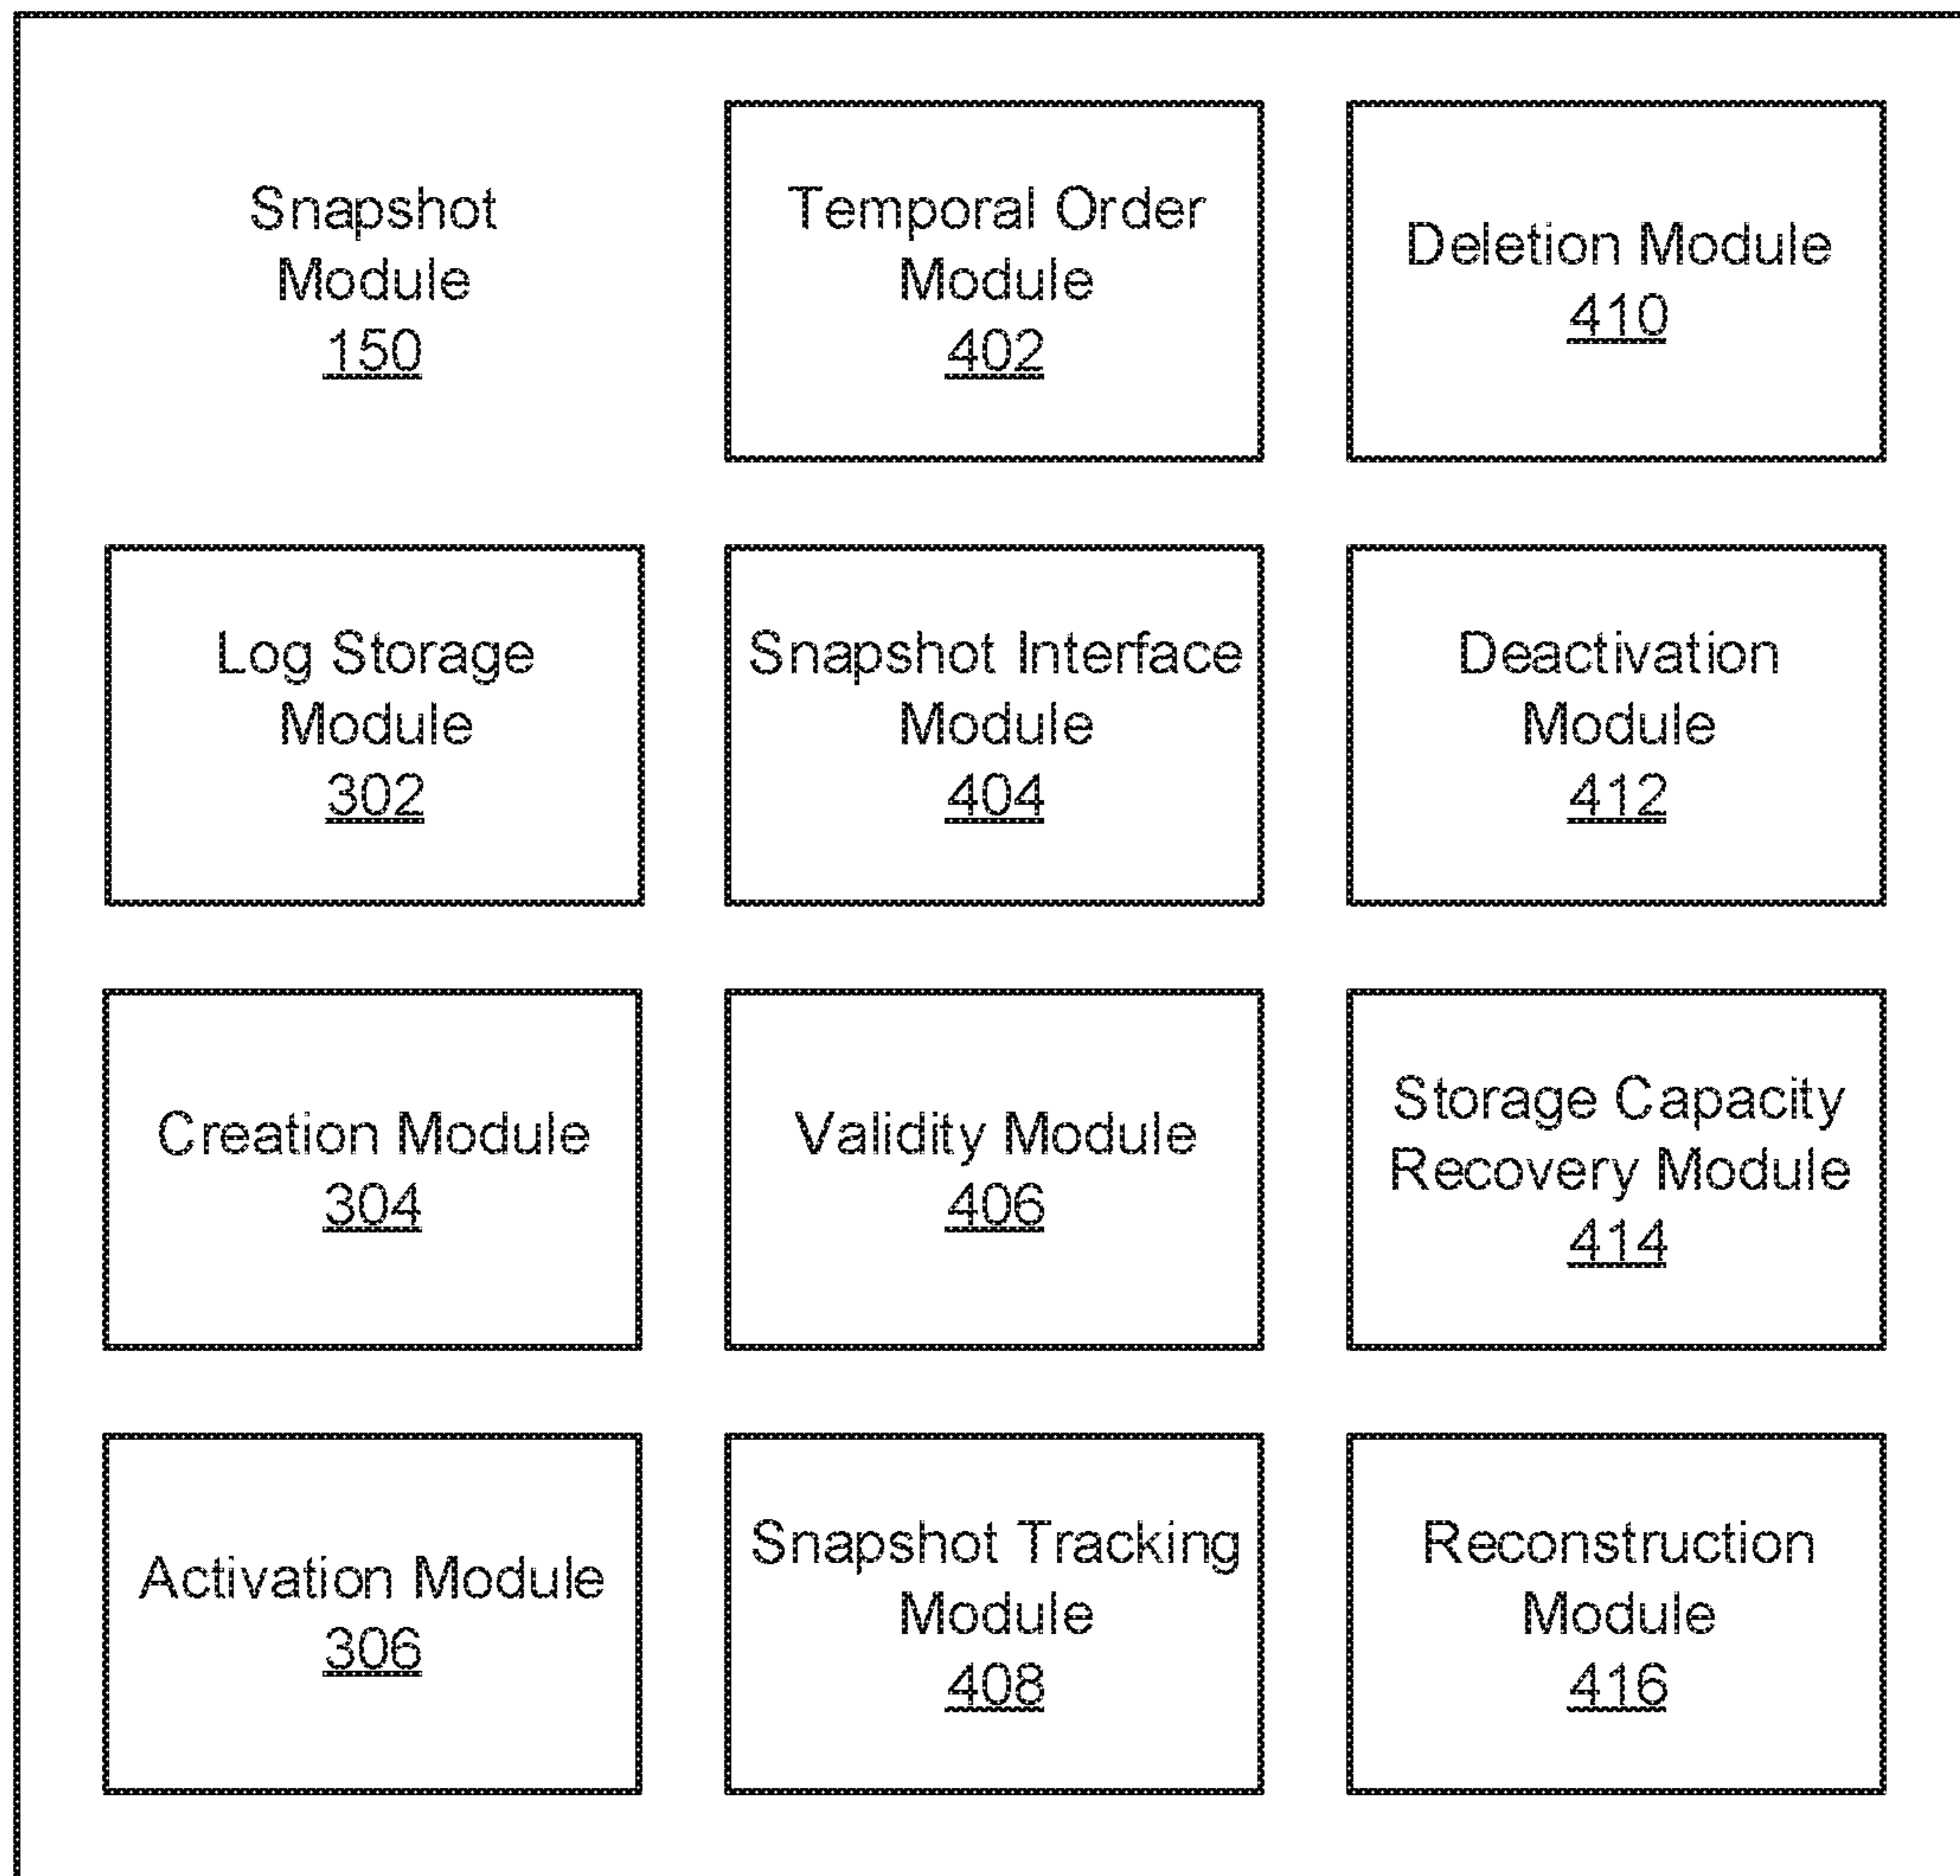 Snapshot
Module
150
Temporal Order
Module
402
Deletion Module
410
Log Storage
Module
302
Snapshot Interface
Module
404
Deactivation
Module
412
Creation Module
304
Validity Module
406
Storage Capacity
Recovery Module
414
Activation Module
306
Snapshot Tracking
Module
408
Reconstruction
Module
416